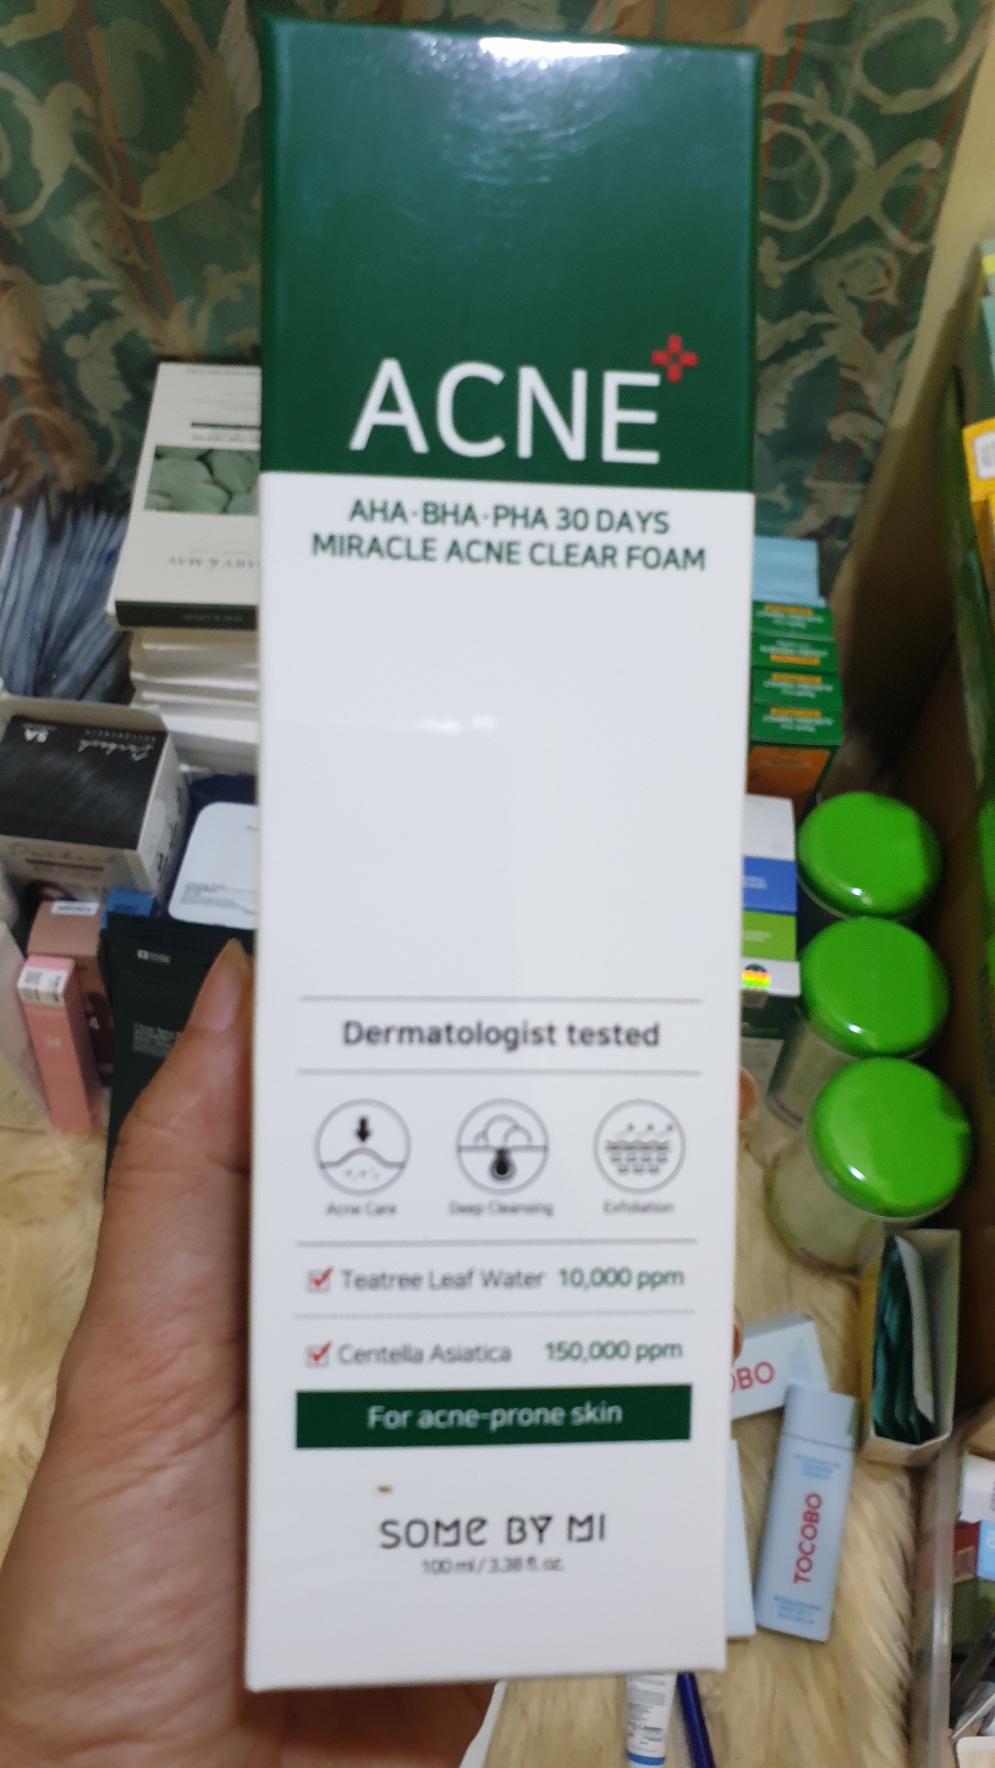 ACNE
AHA·BHA·PHA 30 DAYS
MIRACLE ACNE CLEAR FOAM
Dermatologist tested
Acne Care Deep Cleansing Exfoliation
Teatree Leaf Water 10,000 ppm
Centella Asiatica 150,000 ppm
For acne-prone skin
SOME BY MI
100 ml / 3.38 fl. oz.
TOCOBO
OBO